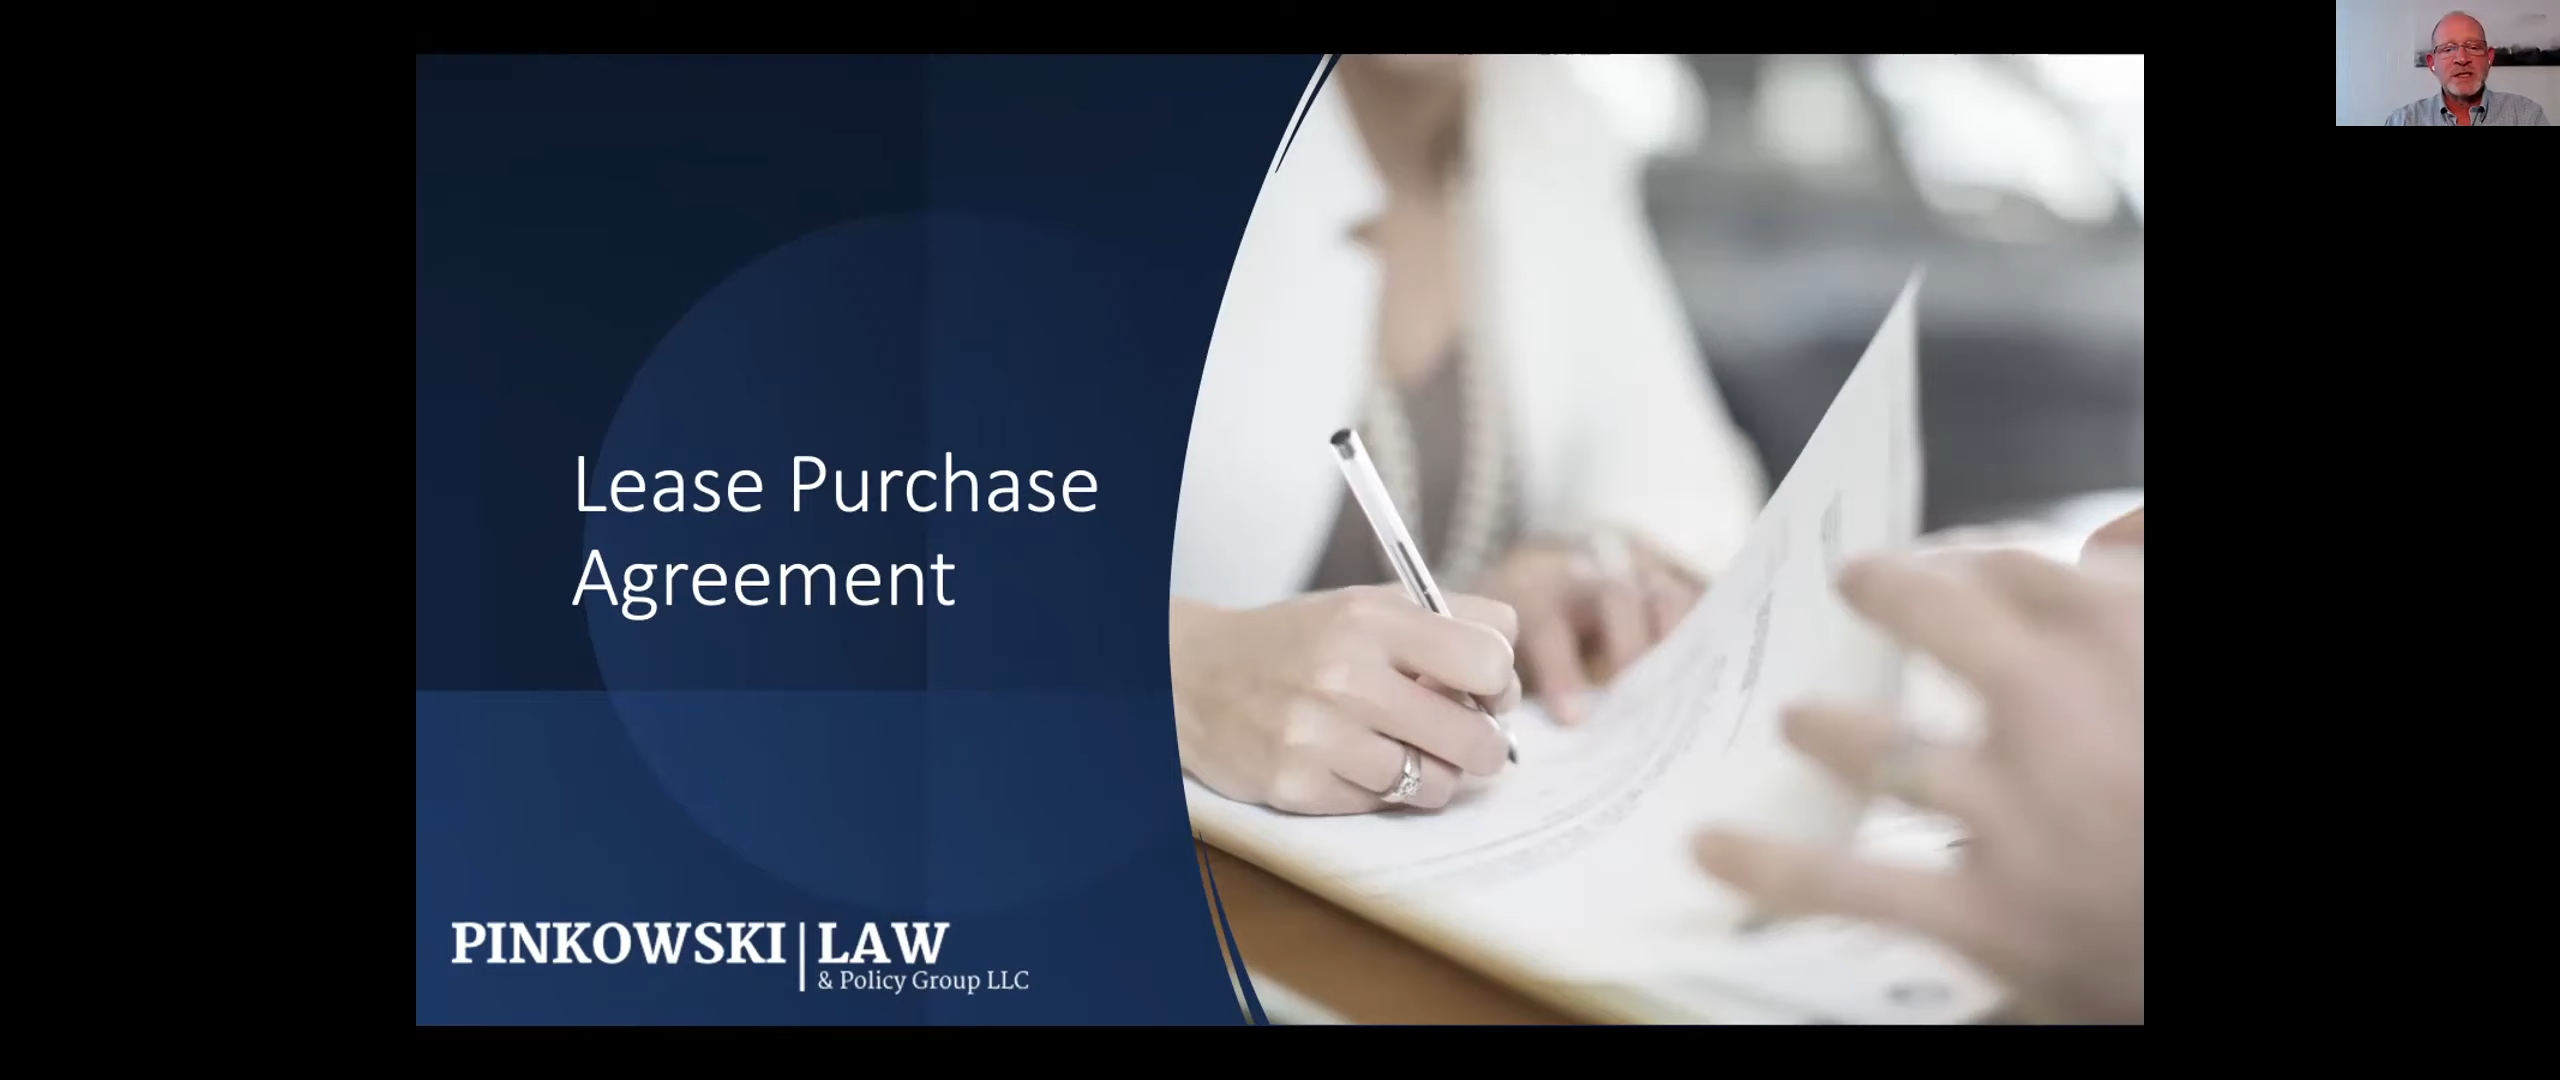 Lease Purchase
Agreement
PINKOWSKI | LAW
& Policy Group LLC